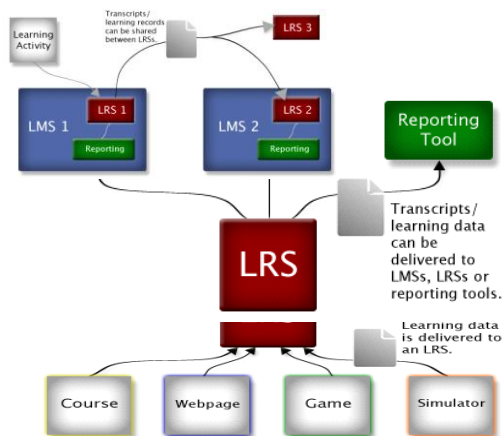 Transcripts/
learning records
can be shared
between LRSs.
LRS 3
Learning
Activity
LRS 1
LMS 1
Reporting
LRS 2
LMS 2
Reporting
Reporting
Tool
Transcripts/
learning data
can be
delivered to
LMSs, LRSs or
reporting tools.
LRS
Learning data
is delivered to
an LRS.
Course
Webpage
Game
Simulator